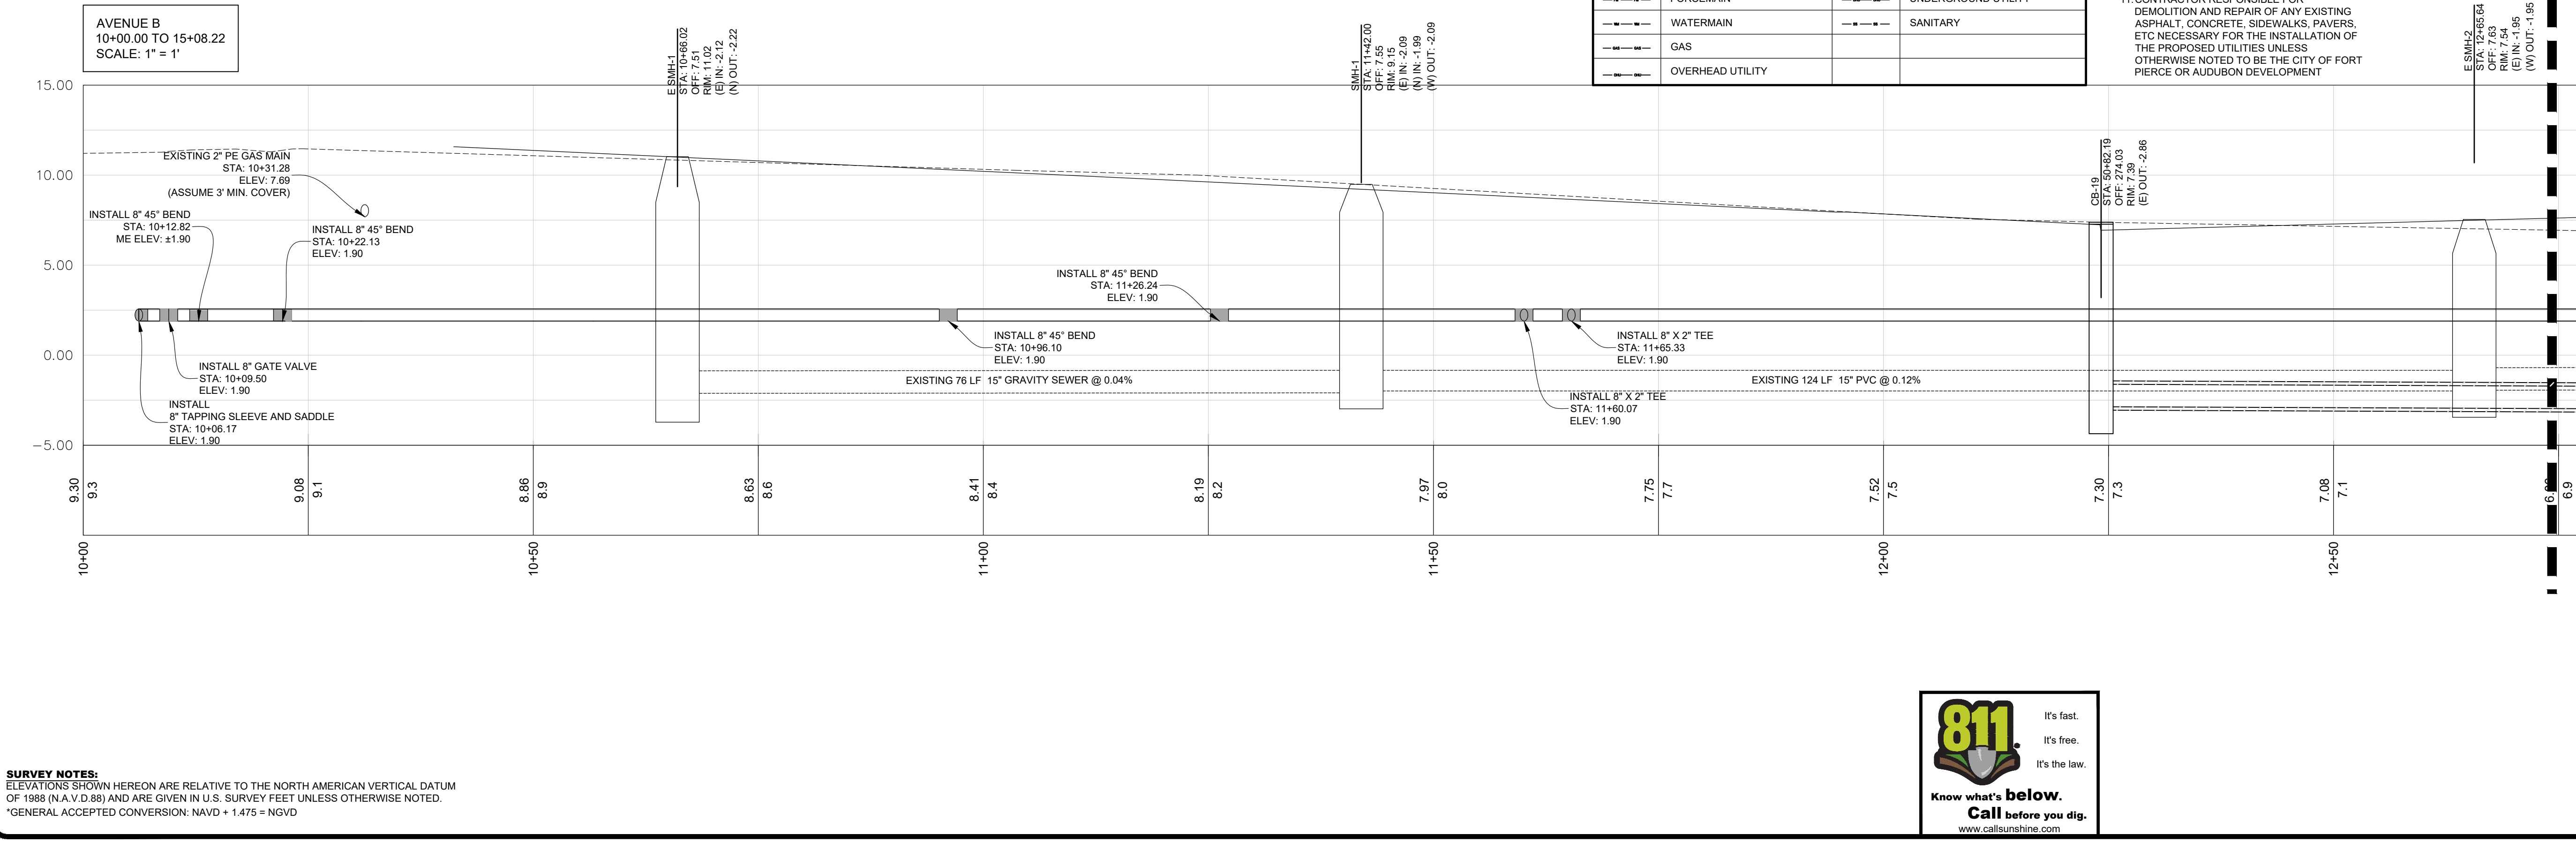 AVENUE B
10+00.00 TO 15+08.22
SCALE: 1" = 1'
FORCEMAIN
UNDERGROUND UTILITY
WATERMAIN
SANITARY
GAS
OVERHEAD UTILITY
11. CONTRACTOR RESPONSIBLE FOR
DEMOLITION AND REPAIR OF ANY EXISTING
ASPHALT, CONCRETE, SIDEWALKS, PAVERS,
ETC NECESSARY FOR THE INSTALLATION OF
THE PROPOSED UTILITIES UNLESS
OTHERWISE NOTED TO BE THE CITY OF FORT
PIERCE OR AUDUBON DEVELOPMENT
E SMH-1
STA: 10+66.02
OFF: 7.51
RIM: 11.02
(E) IN: -2.12
(N) OUT: -2.22
SMH-1
STA: 11+42.00
OFF: 7.55
RIM: 9.15
(E) IN: -2.09
(N) IN: -1.99
(W) OUT: -2.09
CB-19
STA: 50+82.19
OFF: 274.03
RIM: 7.39
(E) OUT: -2.86
E SMH-2
STA: 12+65.64
OFF: 7.63
RIM: 7.54
(E) IN: -1.95
(W) OUT: -1.95
15.00
10.00
5.00
0.00
-5.00
EXISTING 2" PE GAS MAIN
STA: 10+31.28
ELEV: 7.69
(ASSUME 3' MIN. COVER)
INSTALL 8" 45° BEND
STA: 10+12.82
ME ELEV: ±1.90
INSTALL 8" 45° BEND
STA: 10+22.13
ELEV: 1.90
INSTALL 8" GATE VALVE
STA: 10+09.50
ELEV: 1.90
INSTALL
8" TAPPING SLEEVE AND SADDLE
STA: 10+06.17
ELEV: 1.90
INSTALL 8" 45° BEND
STA: 10+96.10
ELEV: 1.90
INSTALL 8" 45° BEND
STA: 11+26.24
ELEV: 1.90
INSTALL 8" X 2" TEE
STA: 11+65.33
ELEV: 1.90
INSTALL 8" X 2" TEE
STA: 11+60.07
ELEV: 1.90
EXISTING 76 LF 15" GRAVITY SEWER @ 0.04%
EXISTING 124 LF 15" PVC @ 0.12%
9.30
9.3
9.08
9.1
8.86
8.9
8.63
8.6
8.41
8.4
8.19
8.2
7.97
8.0
7.75
7.7
7.52
7.5
7.30
7.3
7.08
7.1
6.9
10+00
10+50
11+00
11+50
12+00
12+50
811
It's fast.
It's free.
It's the law.
Know what's below.
Call before you dig.
www.callsunshine.com
SURVEY NOTES:
ELEVATIONS SHOWN HEREON ARE RELATIVE TO THE NORTH AMERICAN VERTICAL DATUM
OF 1988 (N.A.V.D.88) AND ARE GIVEN IN U.S. SURVEY FEET UNLESS OTHERWISE NOTED.
*GENERAL ACCEPTED CONVERSION: NAVD + 1.475 = NGVD